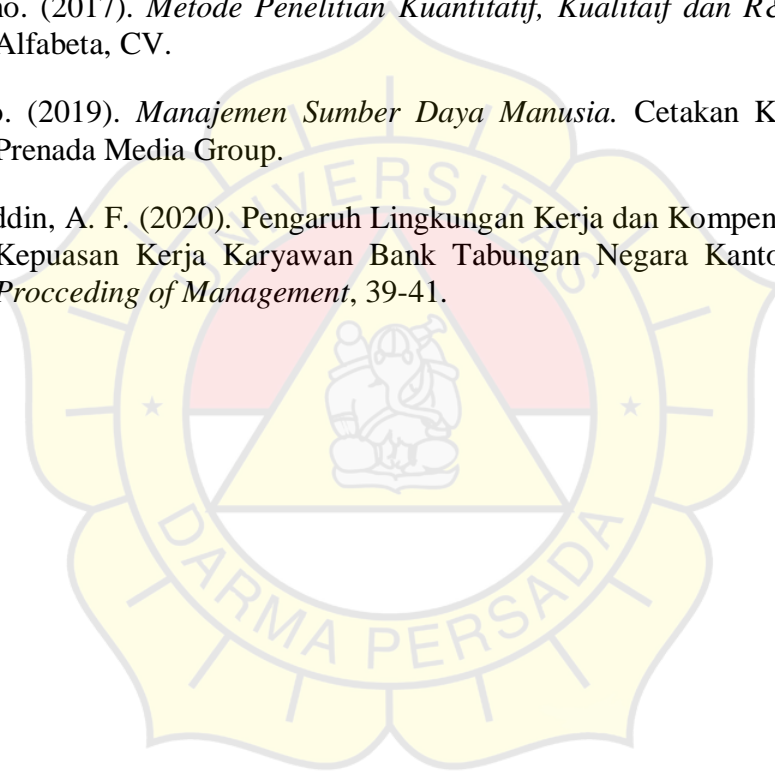 no. (2017). Metode Penelitian Kuantitatif, Kualitaif dan R&
Alfabeta, CV.
o. (2019). Manajemen Sumber Daya Manusia. Cetakan K
Prenada Media Group.
ddin, A. F. (2020). Pengaruh Lingkungan Kerja dan Kompen
Kepuasan Kerja Karyawan Bank Tabungan Negara Kanto
Procceding of Management, 39-41.
UNIVERSITAS
DARMA PERSADA